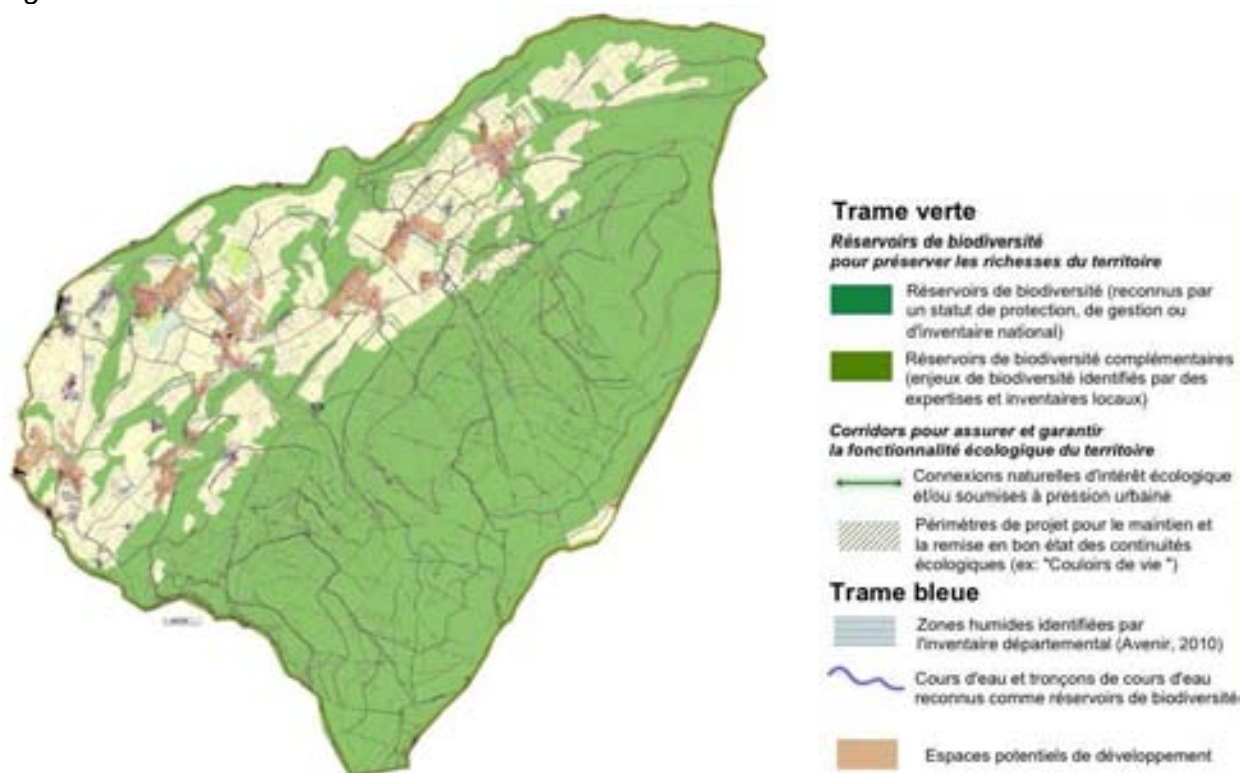 Trame verte
Réservoirs de biodiversité
pour préserver les richesses du territoire
Réservoirs de biodiversité (reconnus par
un statut de protection, de gestion ou
d'inventaire national)
Réservoirs de biodiversité complémentaires
(enjeux de biodiversité identifiés par des
expertises et inventaires locaux)
Corridors pour assurer et garantir
la fonctionnalité écologique du territoire
Connexions naturelles d'intérêt écologique
et/ou soumises à pression urbaine
Périmètres de projet pour le maintien et
la remise en bon état des continuités
écologiques (ex: "Couloirs de vie ")
Trame bleue
Zones humides identifiées par
l'inventaire départemental (Avenir, 2010)
Cours d'eau et tronçons de cours d'eau
reconnus comme réservoirs de biodiversité
Espaces potentiels de développement